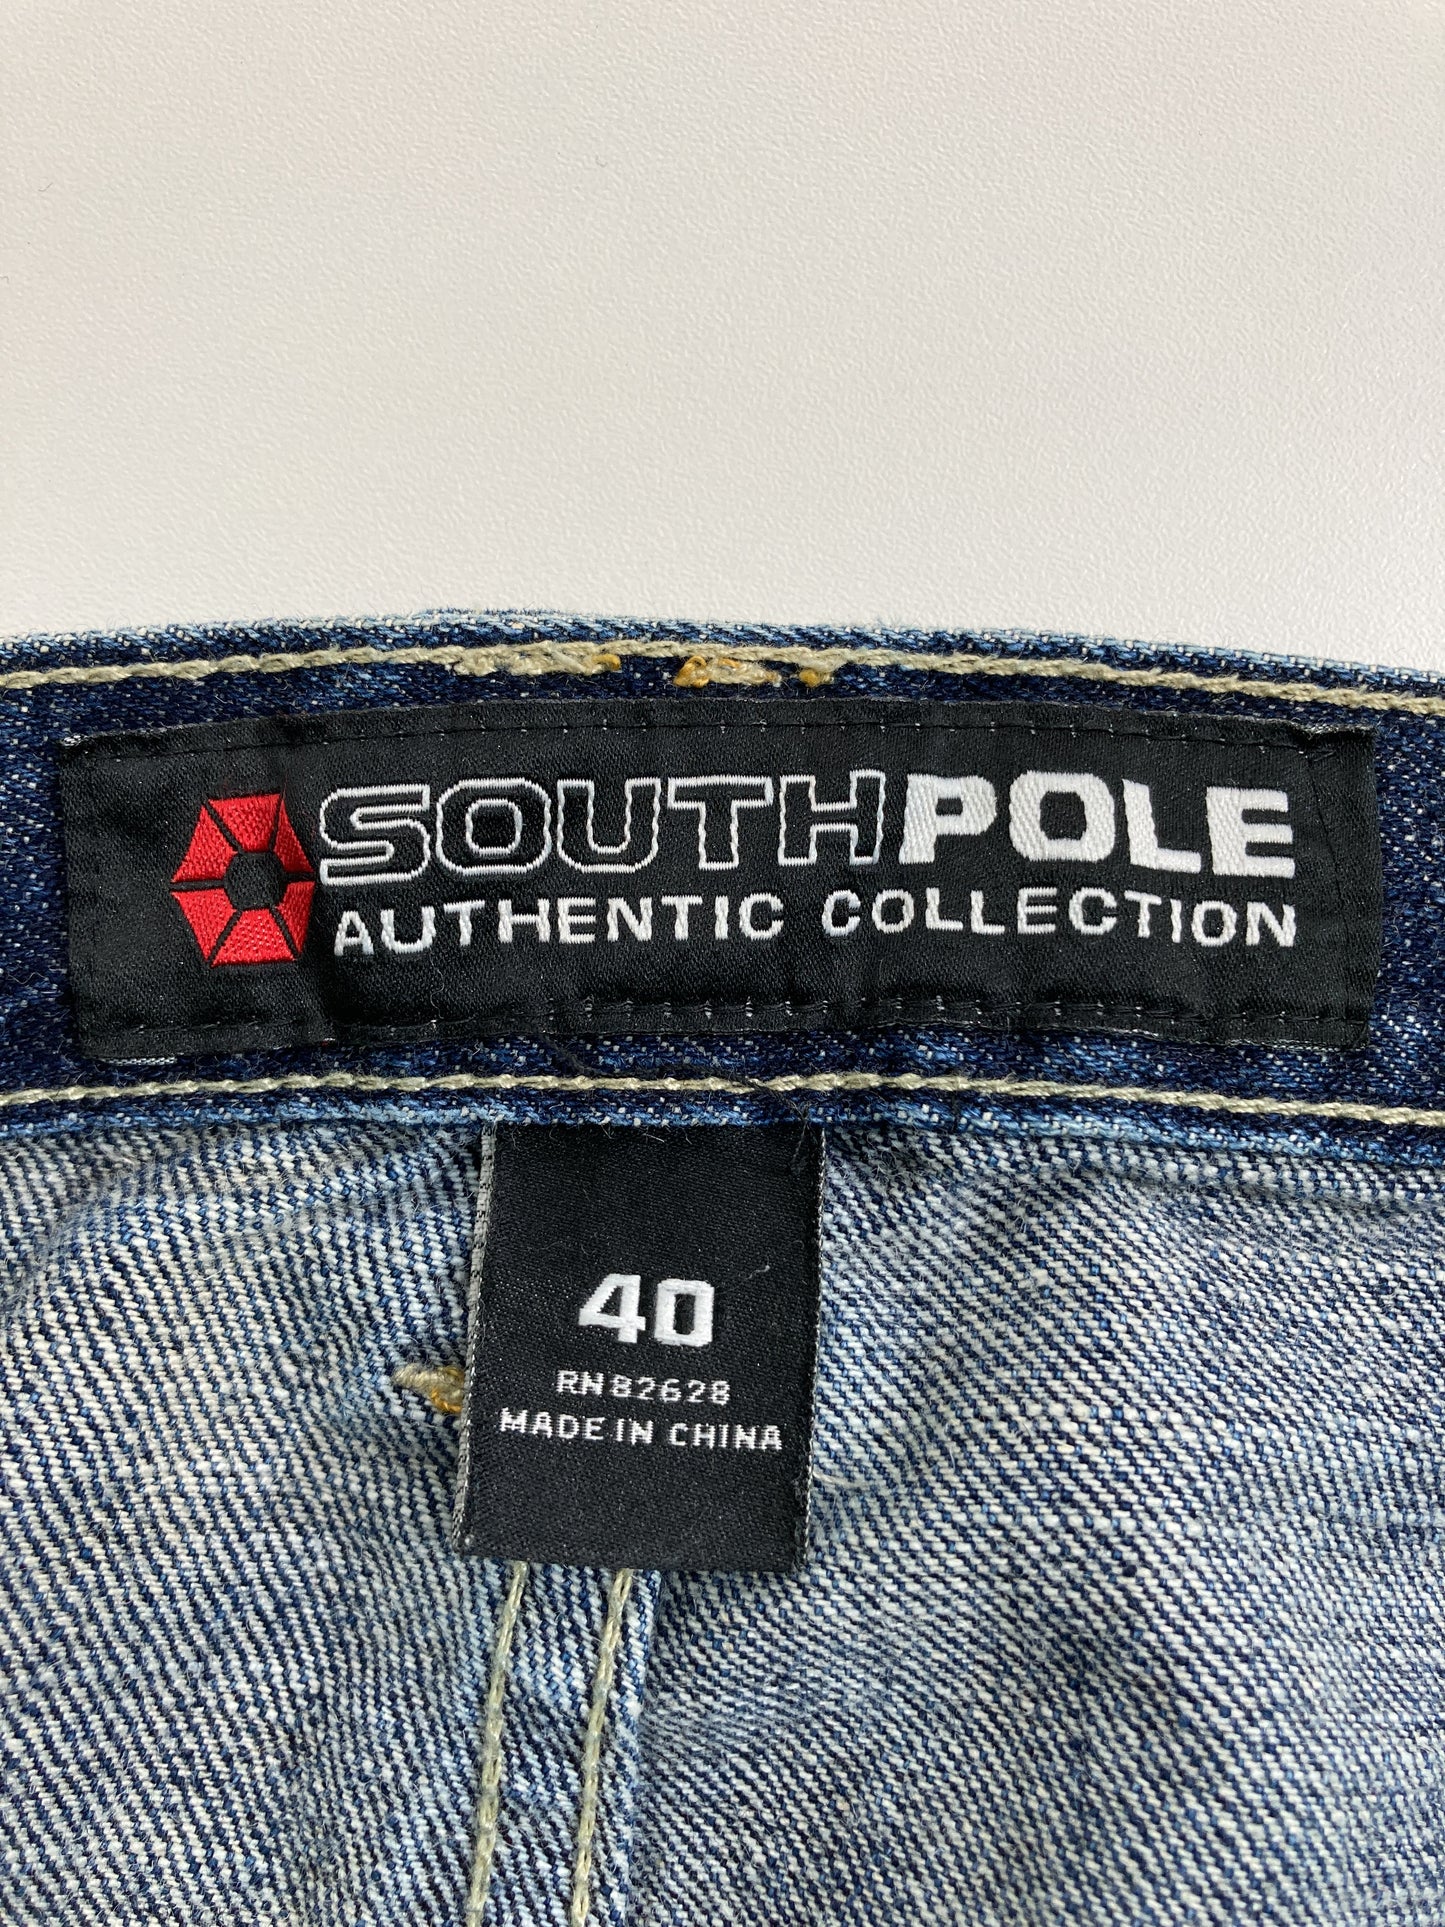 SOUTHPOLE
AUTHENTIC COLLECTION
40
RN82628
MADE IN CHINA